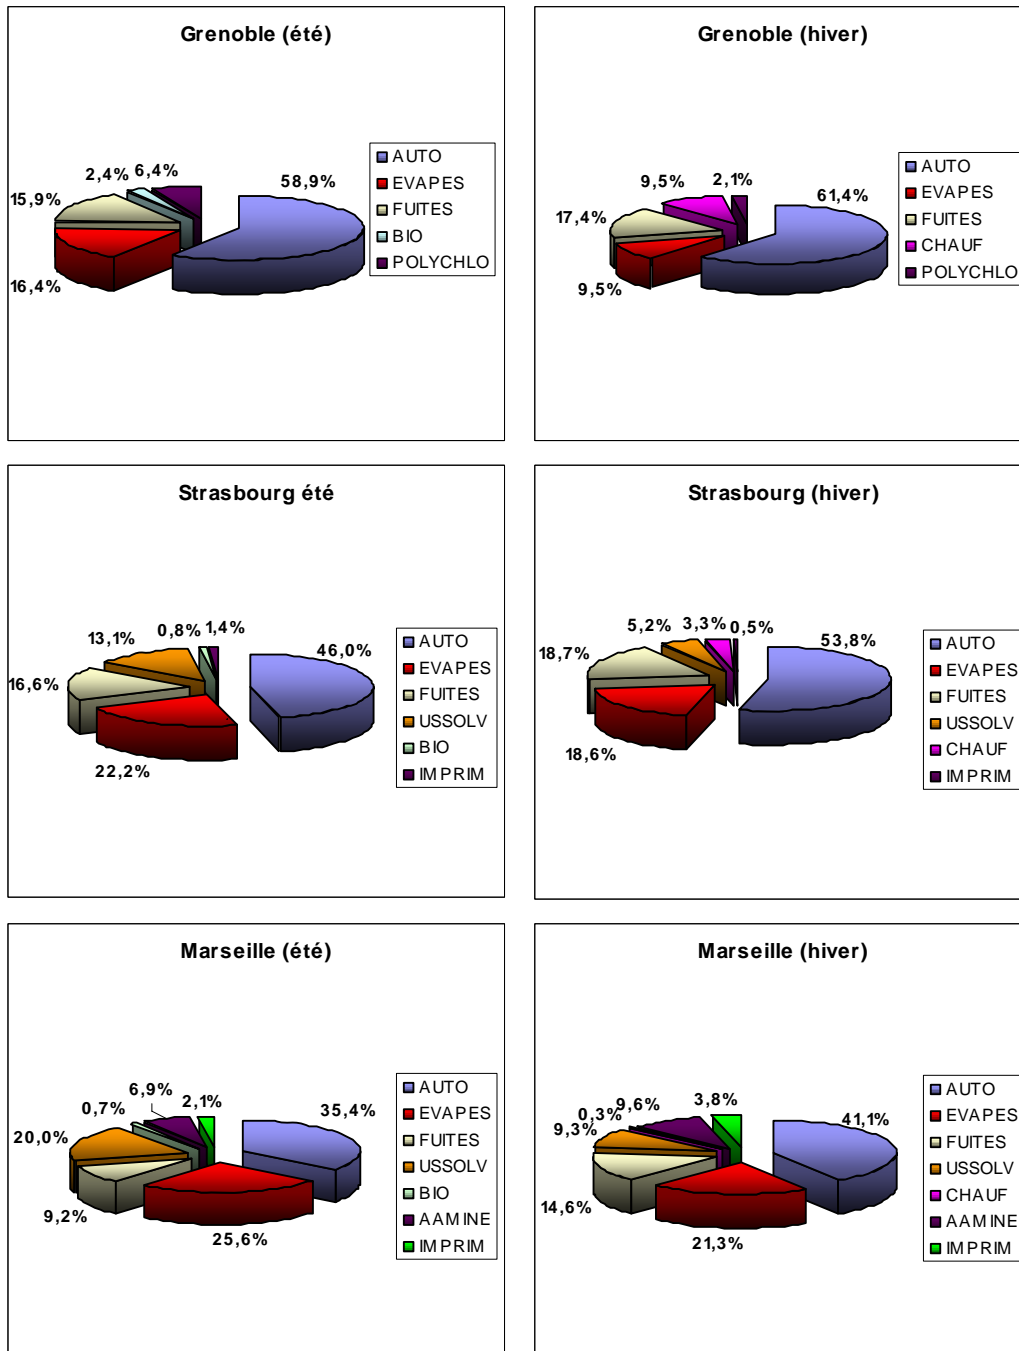 Grenoble (été)
58,9%
16,4%
15,9%
2,4%
6,4%
AUTO
EVAPES
FUITES
BIO
POLYCHLO
Grenoble (hiver)
61,4%
9,5%
17,4%
9,5%
2,1%
AUTO
EVAPES
FUITES
CHAUF
POLYCHLO
Strasbourg été
46,0%
22,2%
16,6%
13,1%
0,8%
1,4%
AUTO
EVAPES
FUITES
USSOLV
BIO
IMPRIM
Strasbourg (hiver)
53,8%
18,6%
18,7%
5,2%
3,3%
0,5%
AUTO
EVAPES
FUITES
USSOLV
CHAUF
IMPRIM
Marseille (été)
35,4%
25,6%
9,2%
20,0%
0,7%
6,9%
2,1%
AUTO
EVAPES
FUITES
USSOLV
BIO
AAMINE
IMPRIM
Marseille (hiver)
41,1%
21,3%
14,6%
9,3%
0,3%
9,6%
3,8%
AUTO
EVAPES
FUITES
USSOLV
CHAUF
AAMINE
IMPRIM